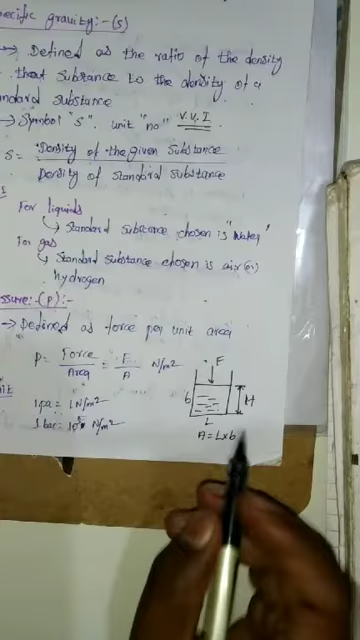 pecific gravity:-(S)
→ Defined as the ratio of the density
that substance to the density of a
andard substance
→ Symbol "S". unit "no" V.V.I
S = Density of the given substance
Density of standard substance
For liquids
↳ standard substance chosen is "Water"
For gas
↳ standard substance chosen is air (or)
hydrogen
ssure:-(P):-
→ Defined as force per unit area
P = Force/Area = F/A N/m²
1 pa = 1 N/m²
1 bar = 10⁵ N/m²
F
b
H
L
A = L×b